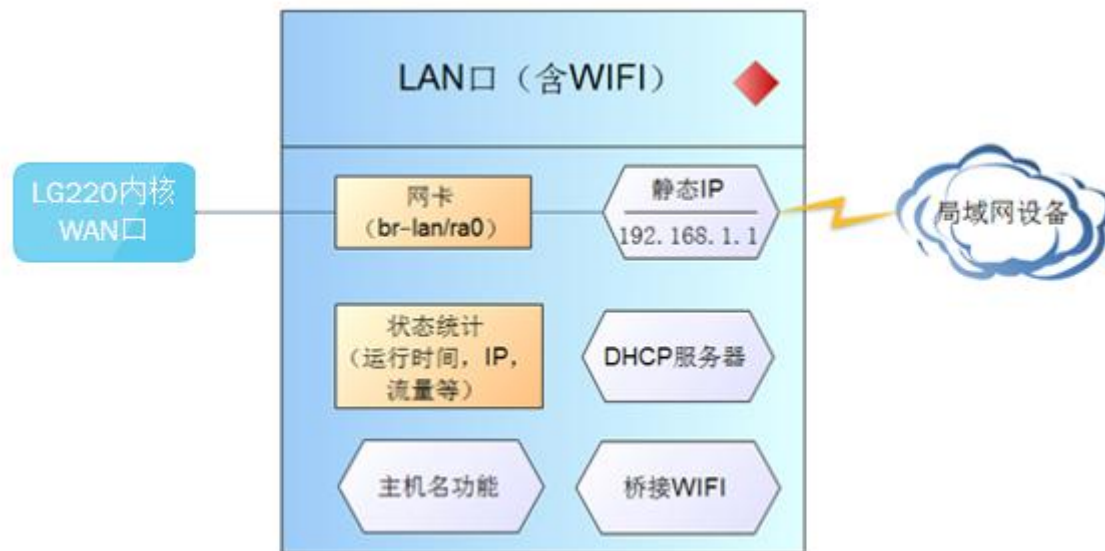 LAN口（含WIFI）
LG220内核
WAN口
网卡
（br-lan/ra0）
静态IP
192.168.1.1
局域网设备
状态统计
（运行时间，IP，
流量等）
DHCP服务器
主机名功能
桥接WIFI